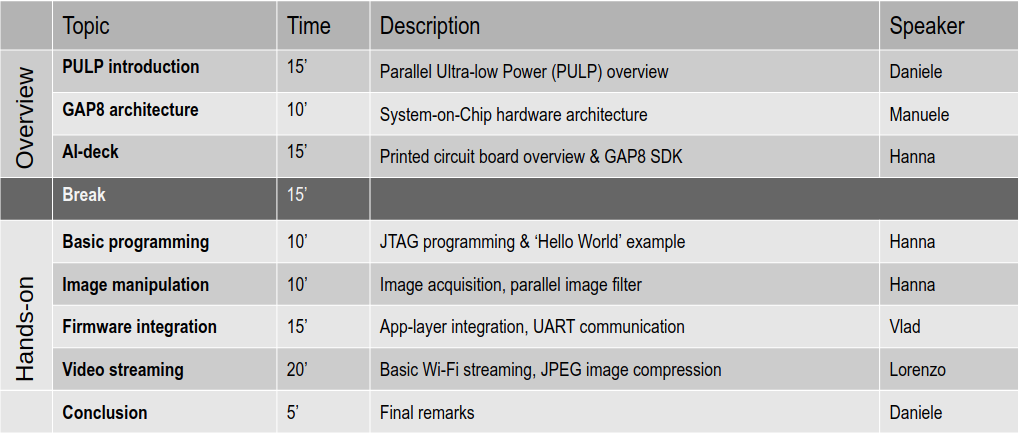 Topic Time Description Speaker
Overview
PULP introduction 15’ Parallel Ultra-low Power (PULP) overview Daniele
GAP8 architecture 10’ System-on-Chip hardware architecture Manuele
AI-deck 15’ Printed circuit board overview & GAP8 SDK Hanna
Break 15’
Hands-on
Basic programming 10’ JTAG programming & ‘Hello World’ example Hanna
Image manipulation 10’ Image acquisition, parallel image filter Hanna
Firmware integration 15’ App-layer integration, UART communication Vlad
Video streaming 20’ Basic Wi-Fi streaming, JPEG image compression Lorenzo
Conclusion 5’ Final remarks Daniele